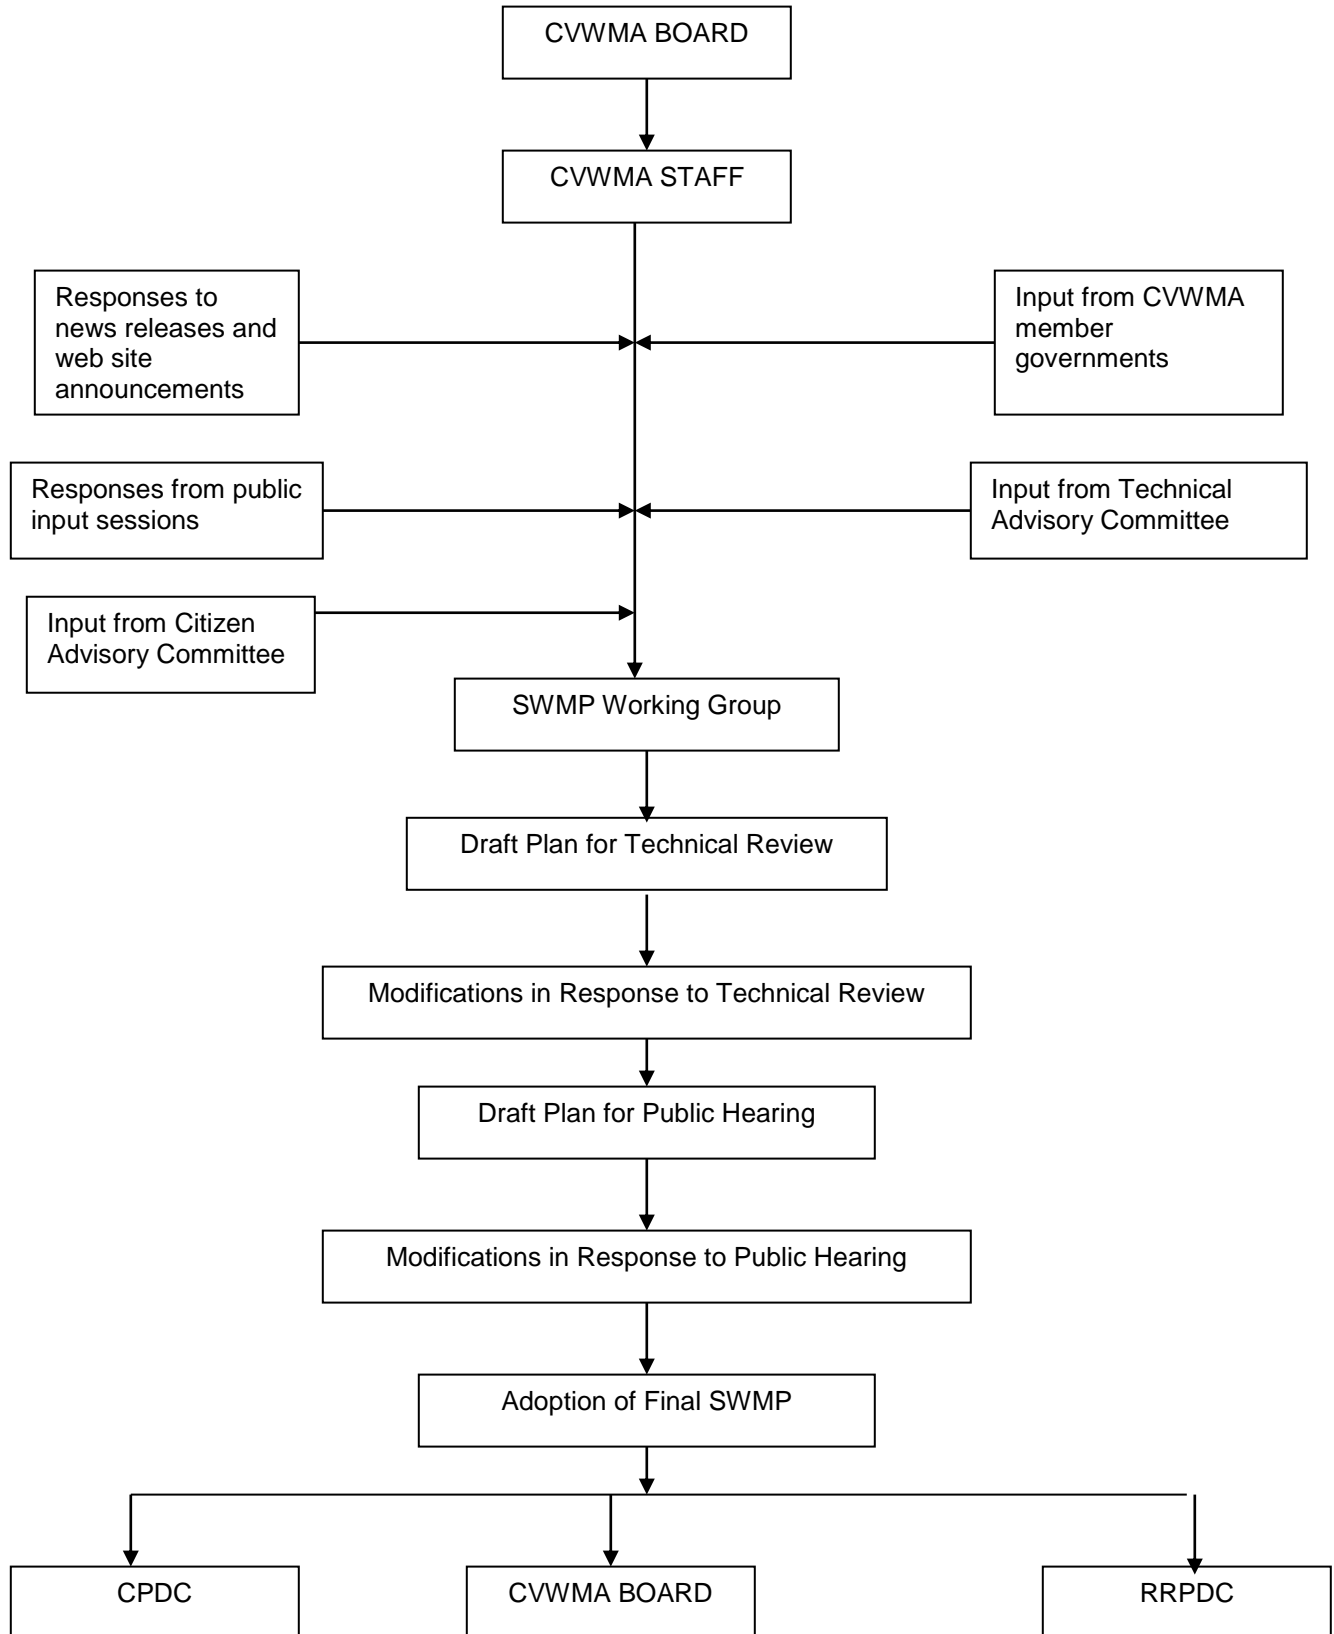 CVWMA BOARD
CVWMA STAFF
Responses to
news releases and
web site
announcements
Input from CVWMA
member
governments
Responses from public
input sessions
Input from Technical
Advisory Committee
Input from Citizen
Advisory Committee
SWMP Working Group
Draft Plan for Technical Review
Modifications in Response to Technical Review
Draft Plan for Public Hearing
Modifications in Response to Public Hearing
Adoption of Final SWMP
CPDC
CVWMA BOARD
RRPDC